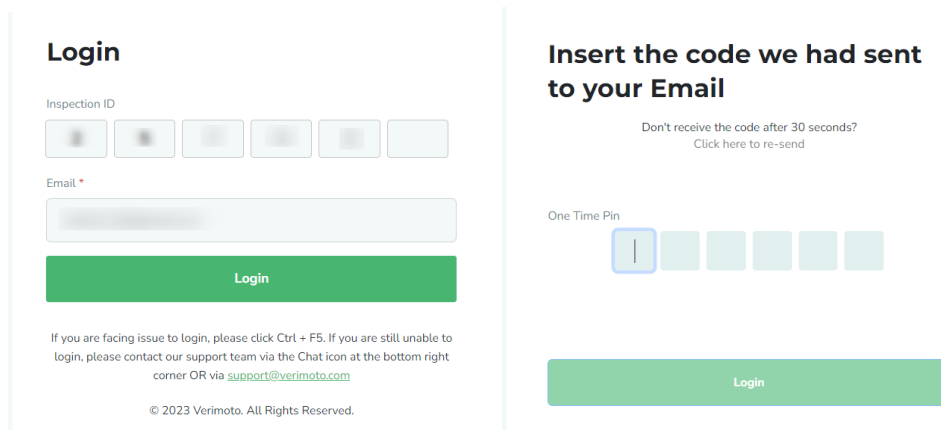 Login
Inspection ID
Email *
Login
If you are facing issue to login, please click Ctrl + F5. If you are still unable to
login, please contact our support team via the Chat icon at the bottom right
corner OR via support@verimoto.com
© 2023 Verimoto. All Rights Reserved.
Insert the code we had sent
to your Email
Don't receive the code after 30 seconds?
Click here to re-send
One Time Pin
Login